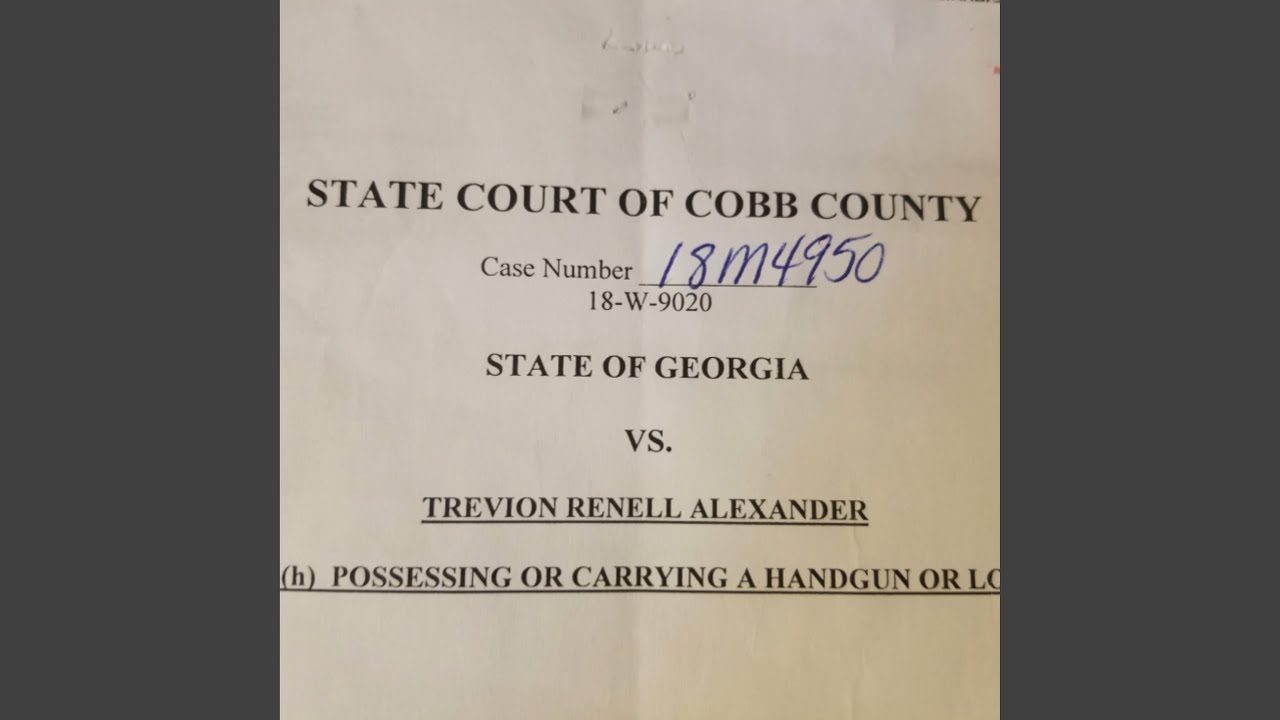 STATE COURT OF COBB COUNTY
Case Number 18M4950
18-W-9020
STATE OF GEORGIA
VS.
TREVION RENELL ALEXANDER
(h) POSSESSING OR CARRYING A HANDGUN OR LO